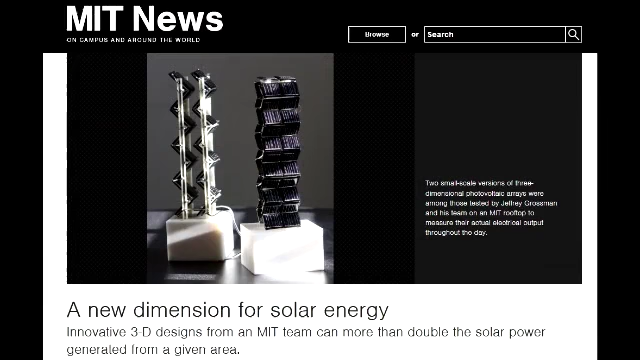 MIT News
ON CAMPUS AND AROUND THE WORLD
Browse or Search
Two small-scale versions of three-
dimensional photovoltaic arrays were
among those tested by Jeffrey Grossman
and his team on an MIT rooftop to
measure their actual electrical output
throughout the day.
A new dimension for solar energy
Innovative 3-D designs from an MIT team can more than double the solar power
generated from a given area.